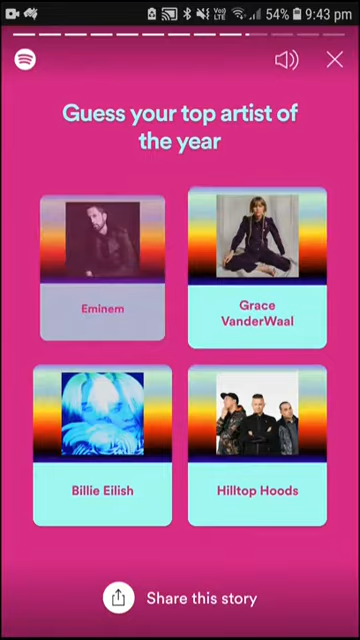 54% 9:43 pm
Guess your top artist of
the year
Eminem
Grace
VanderWaal
Billie Eilish
Hilltop Hoods
Share this story